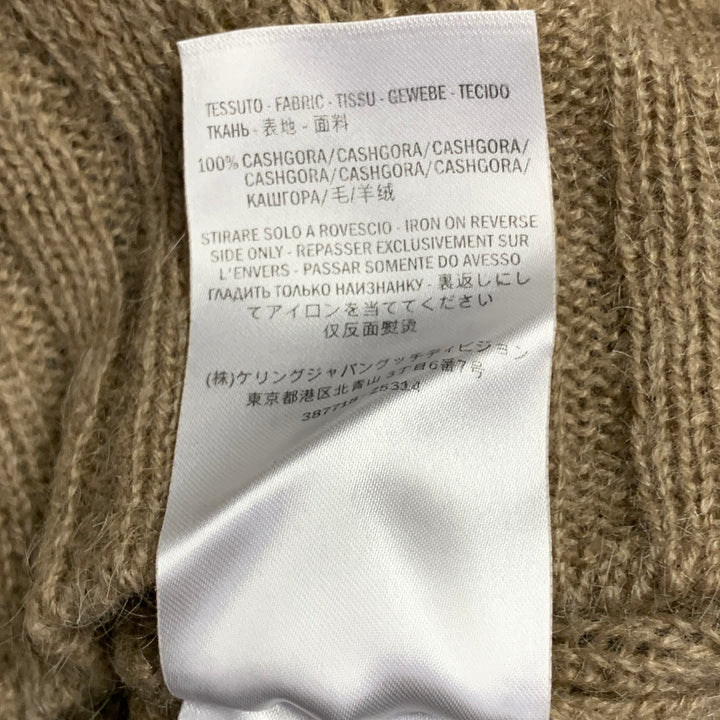 TESSUTO - FABRIC - TISSU - GEWEBE - TECIDO
ТКАНЬ - 表地 - 面料
100% CASHGORA/CASHGORA/CASHGORA/
CASHGORA/CASHGORA/CASHGORA/
КАШГОРА/毛/羊绒
STIRARE SOLO A ROVESCIO - IRON ON REVERSE
SIDE ONLY - REPASSER EXCLUSIVEMENT SUR
L'ENVERS - PASSAR SOMENTE DO AVESSO
ГЛАДИТЬ ТОЛЬКО НАИЗНАНКУ - 裏返しにし
てアイロンを当ててください
仅反面熨烫
(株)ケリングジャパングッチディビジョン
東京都港区北青山3丁目6番7号
387718 25314